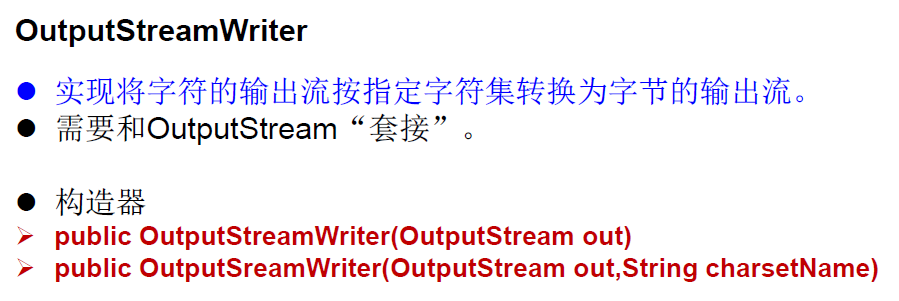 OutputStreamWriter
● 实现将字符的输出流按指定字符集转换为字节的输出流。
● 需要和OutputStream“套接”。
● 构造器
➢ public OutputStreamWriter(OutputStream out)
➢ public OutputSreamWriter(OutputStream out,String charsetName)